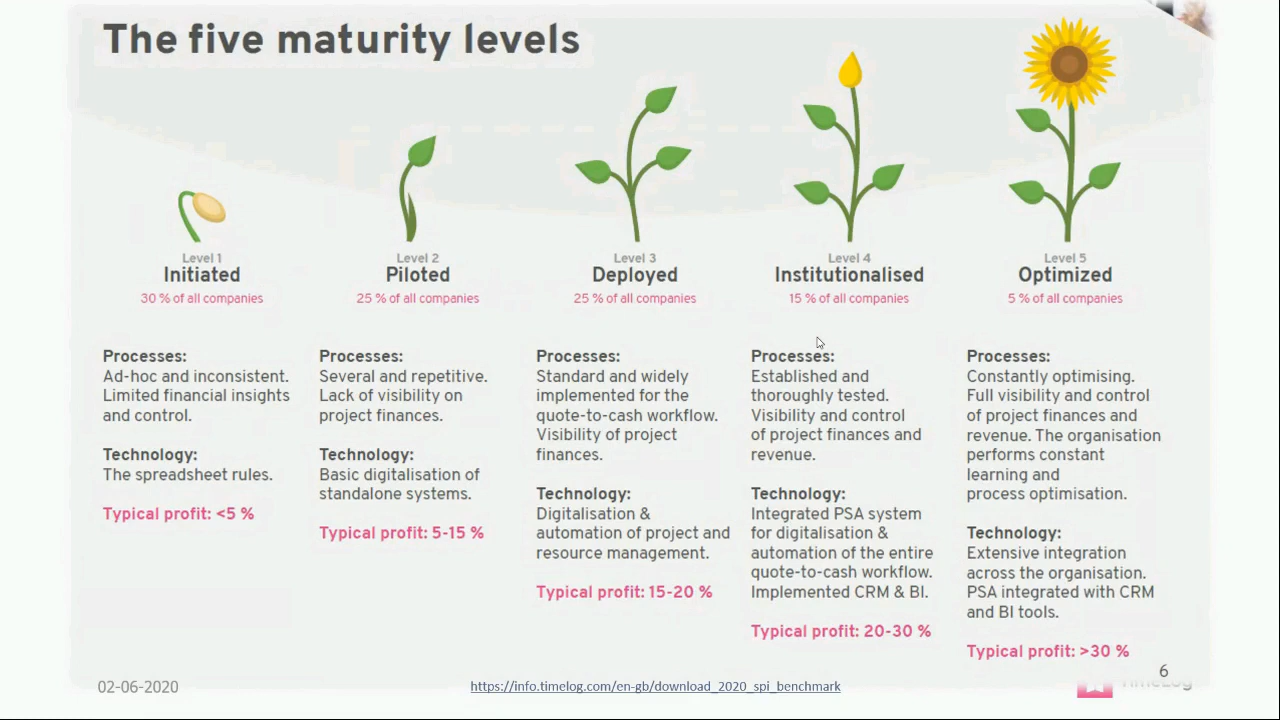 The five maturity levels
Level 1
Initiated
30 % of all companies
Processes:
Ad-hoc and inconsistent.
Limited financial insights
and control.
Technology:
The spreadsheet rules.
Typical profit: <5 %
Level 2
Piloted
25 % of all companies
Processes:
Several and repetitive.
Lack of visibility on
project finances.
Technology:
Basic digitalisation of
standalone systems.
Typical profit: 5-15 %
Level 3
Deployed
25 % of all companies
Processes:
Standard and widely
implemented for the
quote-to-cash workflow.
Visibility of project
finances.
Technology:
Digitalisation &
automation of project and
resource management.
Typical profit: 15-20 %
Level 4
Institutionalised
15 % of all companies
Processes:
Established and
thoroughly tested.
Visibility and control
of project finances and
revenue.
Technology:
Integrated PSA system
for digitalisation &
automation of the entire
quote-to-cash workflow.
Implemented CRM & BI.
Typical profit: 20-30 %
Level 5
Optimized
5 % of all companies
Processes:
Constantly optimising.
Full visibility and control
of project finances and
revenue. The organisation
performs constant
learning and
process optimisation.
Technology:
Extensive integration
across the organisation.
PSA integrated with CRM
and BI tools.
Typical profit: >30 %
6
02-06-2020
https://info.timelog.com/en-gb/download_2020_spi_benchmark
TimeLog